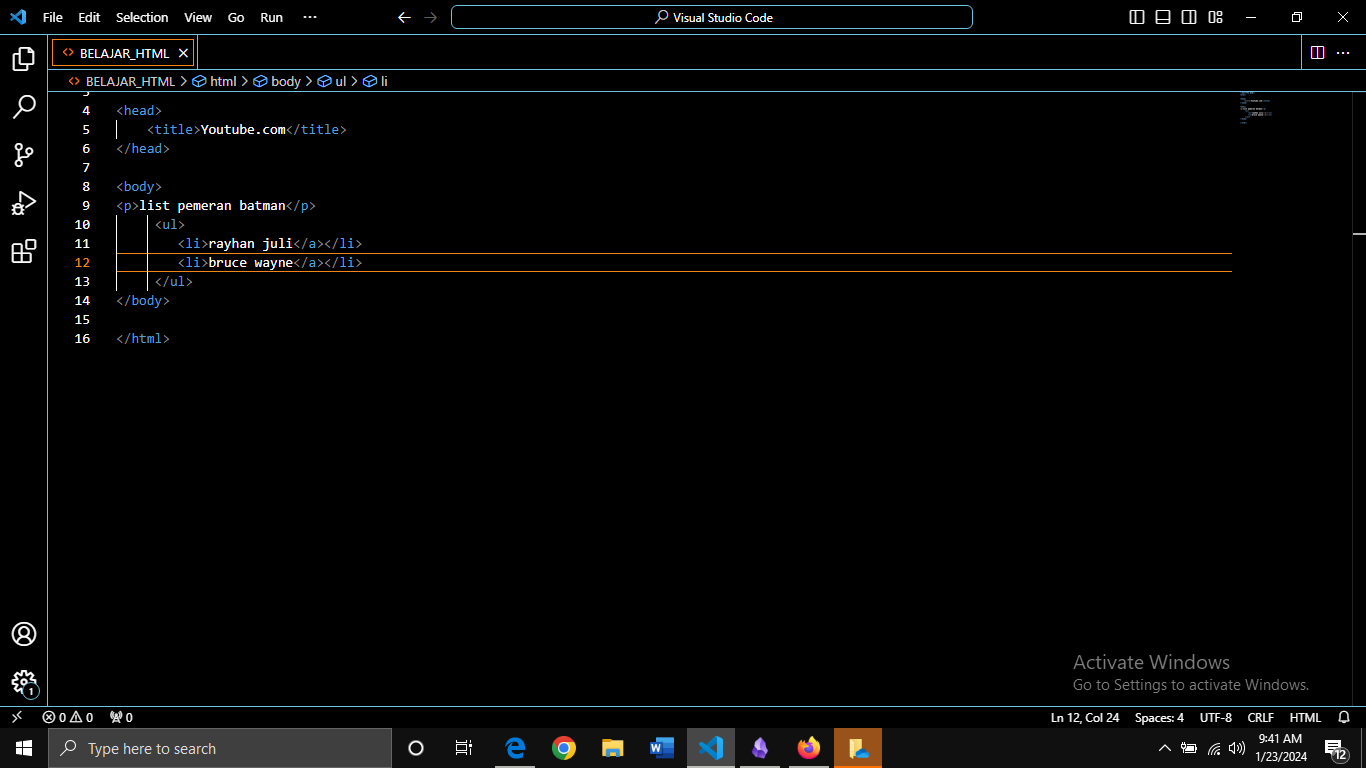 File Edit Selection View Go Run ···
Visual Studio Code
BELAJAR_HTML
BELAJAR_HTML > html > body > ul > li
4 <head>
5 <title>Youtube.com</title>
6 </head>
7
8 <body>
9 <p>list pemeran batman</p>
10 <ul>
11 <li>rayhan juli</a></li>
12 <li>bruce wayne</a></li>
13 </ul>
14 </body>
15
16 </html>
Activate Windows
Go to Settings to activate Windows.
1
0 0 0 Ln 12, Col 24 Spaces: 4 UTF-8 CRLF HTML
Type here to search
9:41 AM
1/23/2024
12